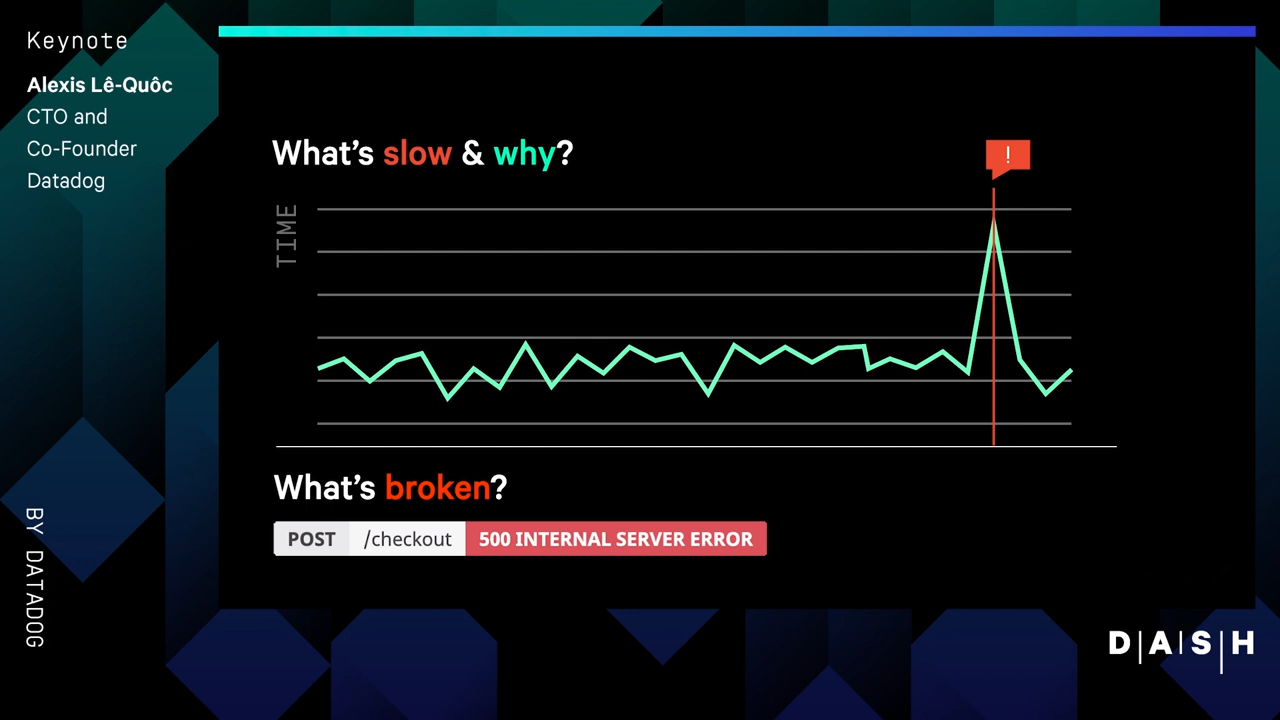 Keynote
Alexis Lê-Quôc
CTO and
Co-Founder
Datadog
What's slow & why?
!
TIME
What's broken?
POST /checkout 500 INTERNAL SERVER ERROR
BY DATADOG
D|A|S|H